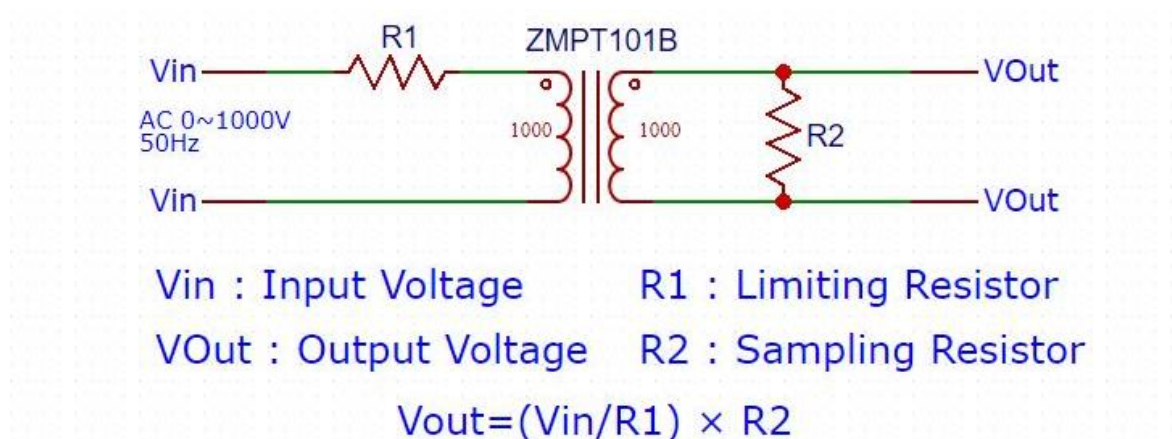 R1 ZMPT101B
Vin VOut
AC 0~1000V
50Hz
1000 1000
R2
Vin VOut
Vin : Input Voltage R1 : Limiting Resistor
VOut : Output Voltage R2 : Sampling Resistor
Vout=(Vin/R1) × R2